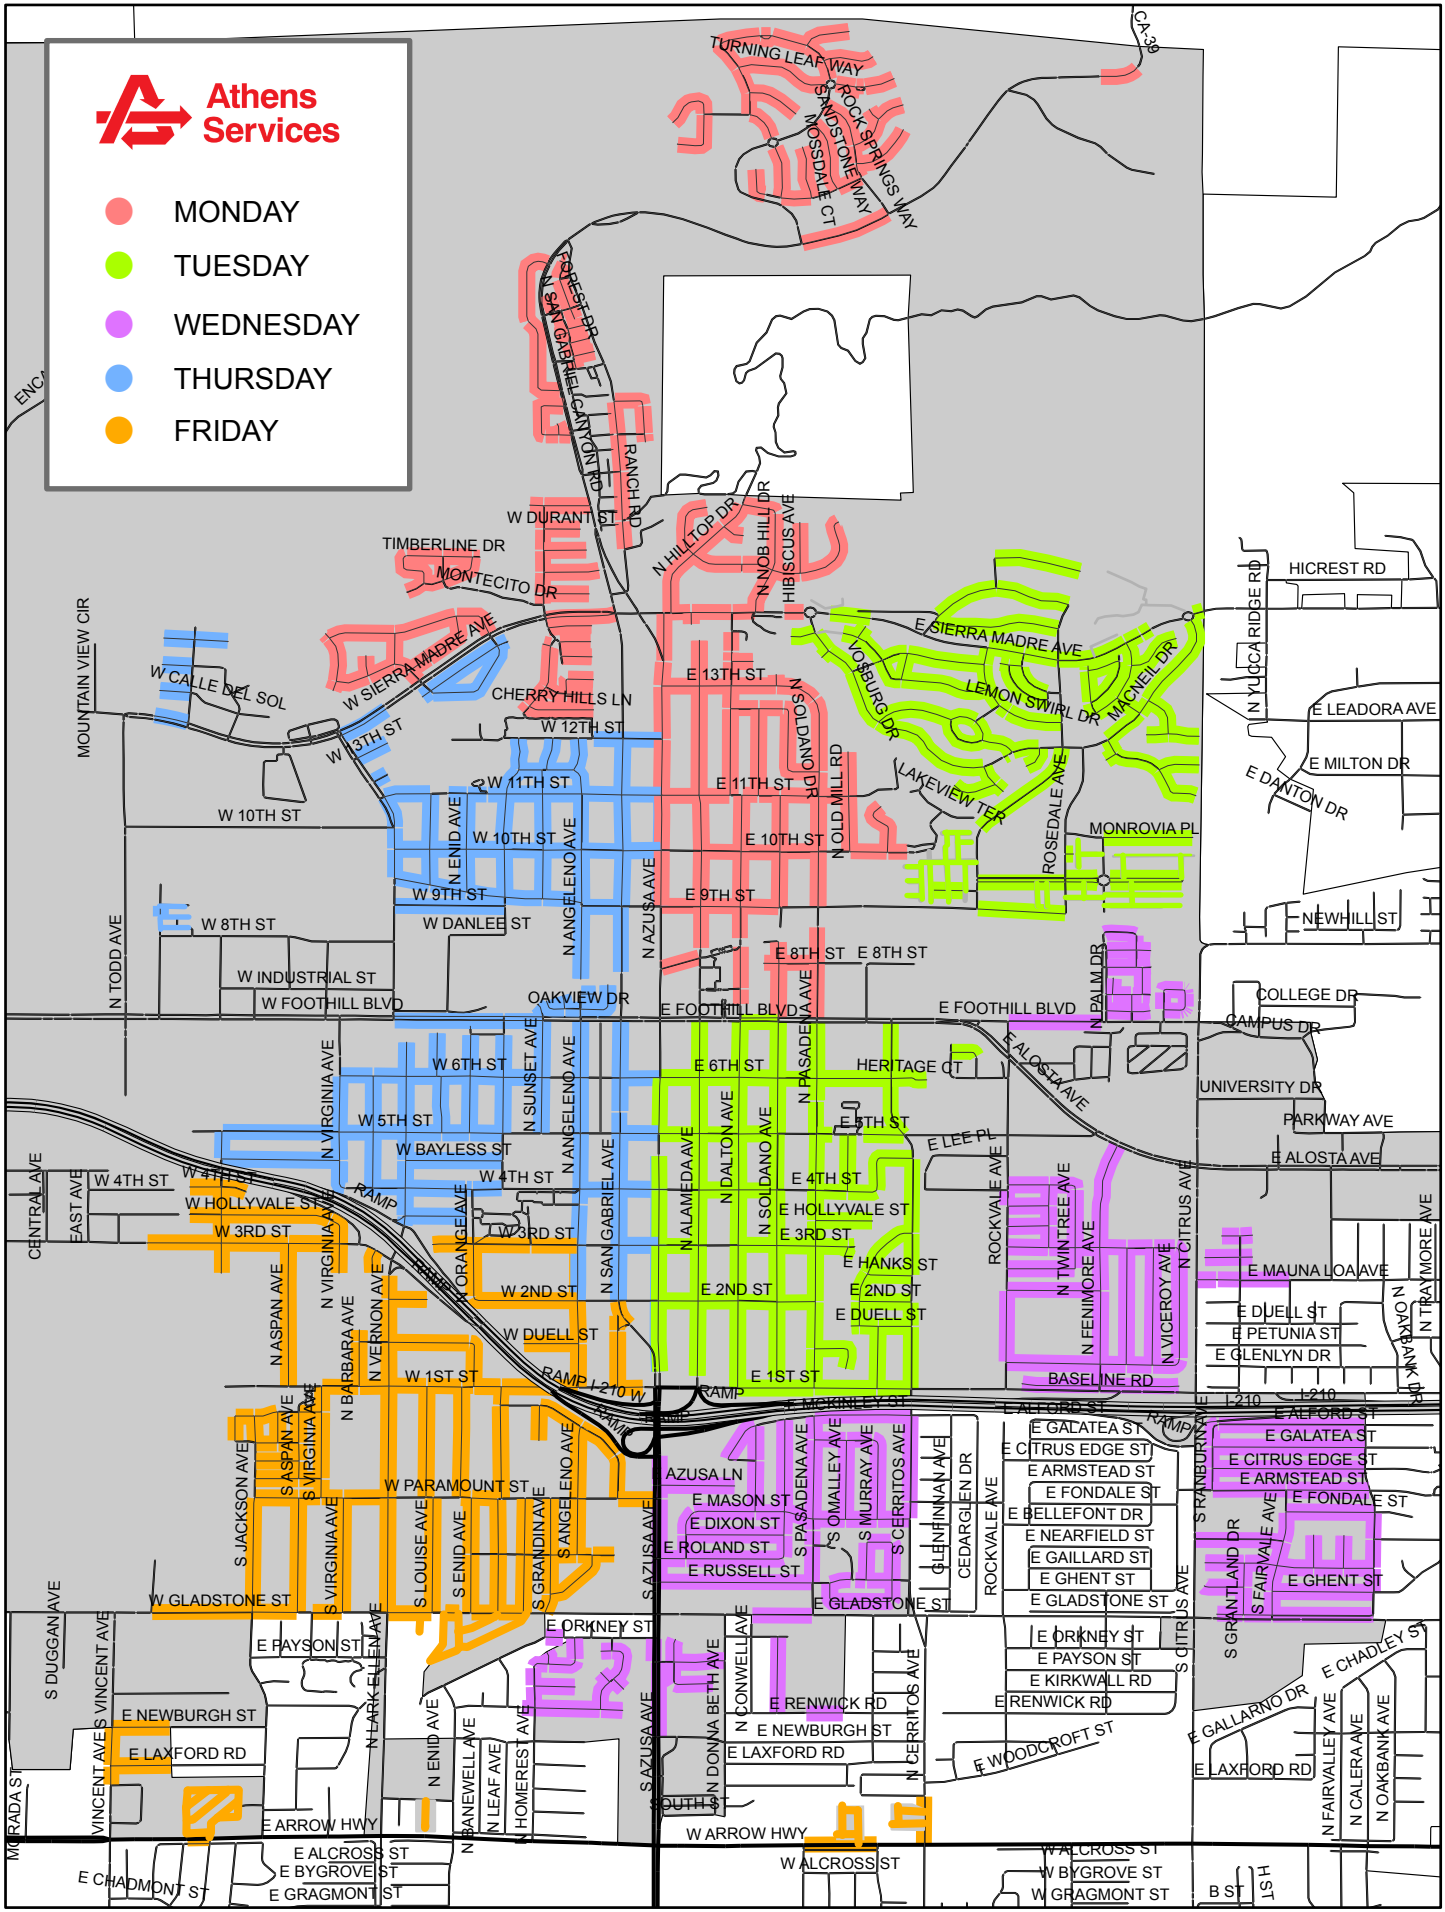 CA-39
TURNING LEAF WAY
Athens
Services
ROCK SPRINGS WAY
SANDSTONE WAY
MOSSDALE CT
MONDAY
TUESDAY
WEDNESDAY
THURSDAY
FRIDAY
FOREST DR
N SAN GABRIEL CANYON RD
RANCH RD
W DURANT ST
N HILLTOP DR
N NOB HILL DR
HIBISCUS AVE
TIMBERLINE DR
MONTECITO DR
HICREST RD
N YUCCA RIDGE RD
MOUNTAIN VIEW CIR
W SIERRA MADRE AVE
E SIERRA MADRE AVE
VOSBURG DR
MACNEIL DR
W CALLE DEL SOL
E 13TH ST
CHERRY HILLS LN
LEMON SWIRL DR
N SOLDANO DR
E LEADORA AVE
W 13TH ST
W 12TH ST
N OLD MILL RD
E MILTON DR
W 11TH ST
E 11TH ST
LAKEVIEW TER
ROSEDALE AVE
E DANTON DR
W 10TH ST
W 10TH ST
E 10TH ST
MONROVIA PL
N ENID AVE
N ANGELENO AVE
N AZUSA AVE
W 9TH ST
E 9TH ST
W 8TH ST
W DANLEE ST
NEWHILL ST
N TODD AVE
E 8TH ST
E 8TH ST
N PALM DR
W INDUSTRIAL ST
W FOOTHILL BLVD
OAKVIEW DR
E FOOTHILL BLVD
N PASADENA AVE
E FOOTHILL BLVD
COLLEGE DR
CAMPUS DR
N VIRGINIA AVE
W 6TH ST
N SUNSET AVE
N ANGELENO AVE
E 6TH ST
HERITAGE CT
E ALOSTA AVE
UNIVERSITY DR
W 5TH ST
E 5TH ST
PARKWAY AVE
W BAYLESS ST
N ALAMEDA AVE
N DALTON AVE
N SOLDANO AVE
E LEE PL
E ALOSTA AVE
CENTRAL AVE
EAST AVE
W 4TH ST
W 4TH ST
RAMP
W 4TH ST
N SAN GABRIEL AVE
E 4TH ST
ROCKVALE AVE
N TWINTREE AVE
N CITRUS AVE
W HOLLYVALE ST
E HOLLYVALE ST
W 3RD ST
N VIRGINIA AVE
N ORANGE AVE
W 3RD ST
E 3RD ST
N FENIMORE AVE
N VICEROY AVE
N TRAYMORE AVE
RAMP
E HANKS ST
E MAUNA LOA AVE
N ASPAN AVE
N VERNON AVE
W 2ND ST
E 2ND ST
E 2ND ST
N OAKBANK DR
E DUELL ST
E DUELL ST
W DUELL ST
E PETUNIA ST
N BARBARA AVE
E GLENLYN DR
W 1ST ST
RAMP I-210 W
RAMP
E 1ST ST
BASELINE RD
S ASPAN AVE
S VIRGINIA AVE
RAMP
RAMP
E MCKINLEY ST
E ALFORD ST
RAMP
I-210
I-210
E ALFORD ST
E GALATEA ST
E GALATEA ST
S JACKSON AVE
S ANGELENO AVE
S PASADENA AVE
S OMALLEY AVE
S MURRAY AVE
S CERRITOS AVE
GLENFINNAN AVE
CEDARGLEN DR
ROCKVALE AVE
S RANBURN AVE
E CITRUS EDGE ST
E CITRUS EDGE ST
W PARAMOUNT ST
AZUSA LN
E ARMSTEAD ST
E ARMSTEAD ST
E MASON ST
E FONDALE ST
E FONDALE ST
S VIRGINIA AVE
S LOUISE AVE
S ENID AVE
S GRANDIN AVE
S AZUSA AVE
E DIXON ST
E BELLEFONT DR
E ROLAND ST
E NEARFIELD ST
S GRANTLAND DR
S FAIRVALE AVE
E RUSSELL ST
E GAILLARD ST
E GHENT ST
E GHENT ST
S CITRUS AVE
W GLADSTONE ST
E GLADSTONE ST
E GLADSTONE ST
S DUGGAN AVE
S VINCENT AVE
E PAYSON ST
N LARK ELLEN AVE
E ORKNEY ST
E ORKNEY ST
E PAYSON ST
E KIRKWALL RD
E CHADLEY ST
S AZUSA AVE
N DONNA BETH AVE
N CONWELL AVE
E RENWICK RD
E RENWICK RD
N CERRITOS AVE
E NEWBURGH ST
E NEWBURGH ST
E GALLARNO DR
N ENID AVE
N BANEWELL AVE
N LEAF AVE
N HOMEREST AVE
E LAXFORD RD
E LAXFORD RD
E WOODCROFT ST
E LAXFORD RD
N FAIRVALLEY AVE
N CALERA AVE
N OAKBANK AVE
VINCENT AVE
MORADA ST
SOUTH ST
E ARROW HWY
W ARROW HWY
E ALCROSS ST
W ALCROSS ST
W ALCROSS ST
E BYGROVE ST
W BYGROVE ST
E CHADMONT ST
E GRAGMONT ST
W GRAGMONT ST
B ST
H ST